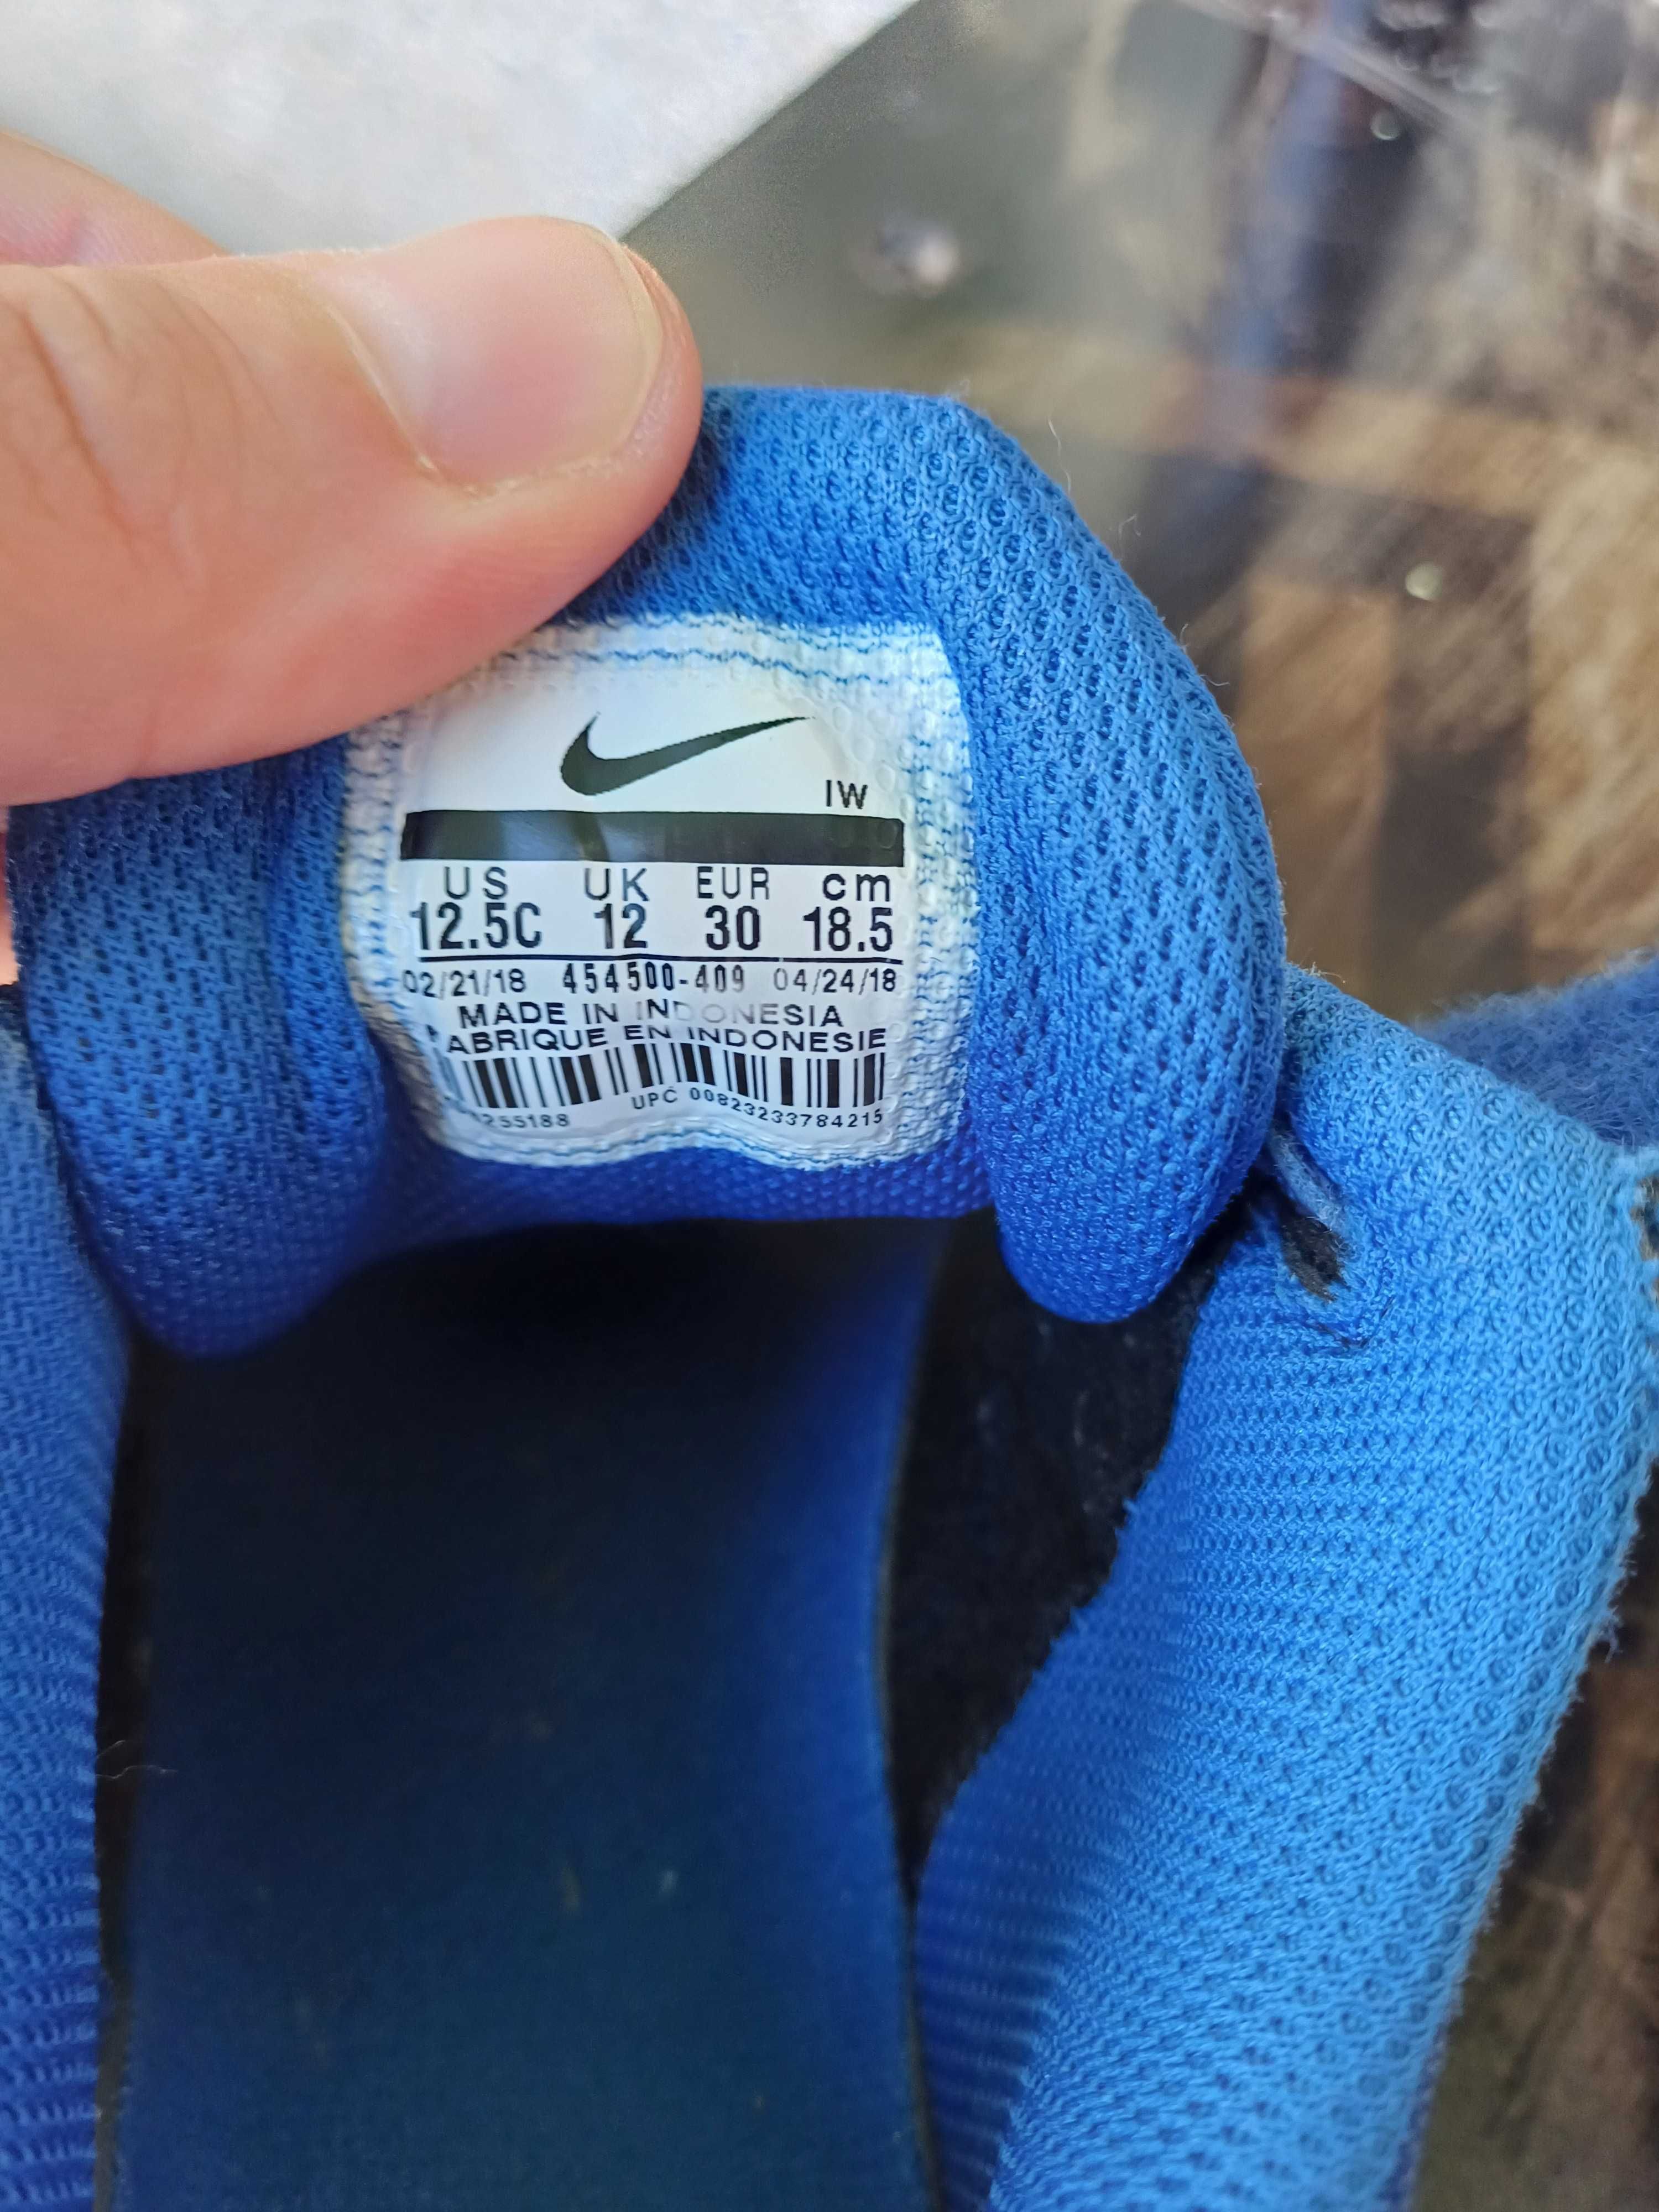 IW
US UK EUR cm
12.5C 12 30 18.5
02/21/18 454500-409 04/24/18
MADE IN INDONESIA
FABRIQUE EN INDONESIE
UPC 00823233784215